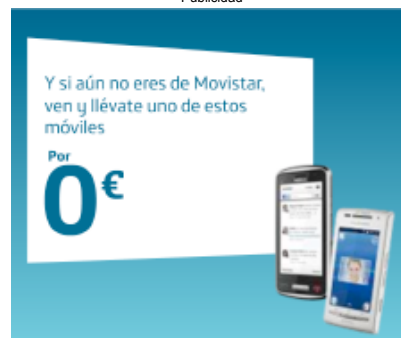 Publicidad
Y si aún no eres de Movistar,
ven y llévate uno de estos
móviles
Por
0€